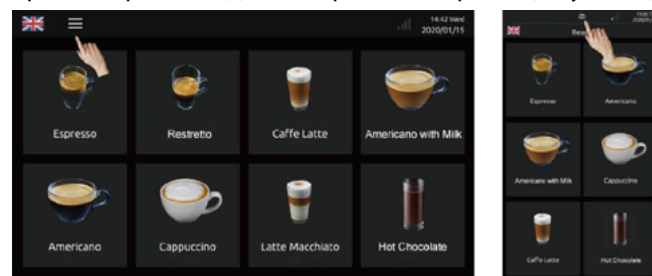 14:42 Wed
2020/01/15
Espresso
Restretto
Caffe Latte
Americano with Milk
Americano
Cappuccino
Latte Macchiato
Hot Chocolate
Espresso
Americano
Americano with Milk
Cappuccino
Caffe Latte
Hot Chocolate